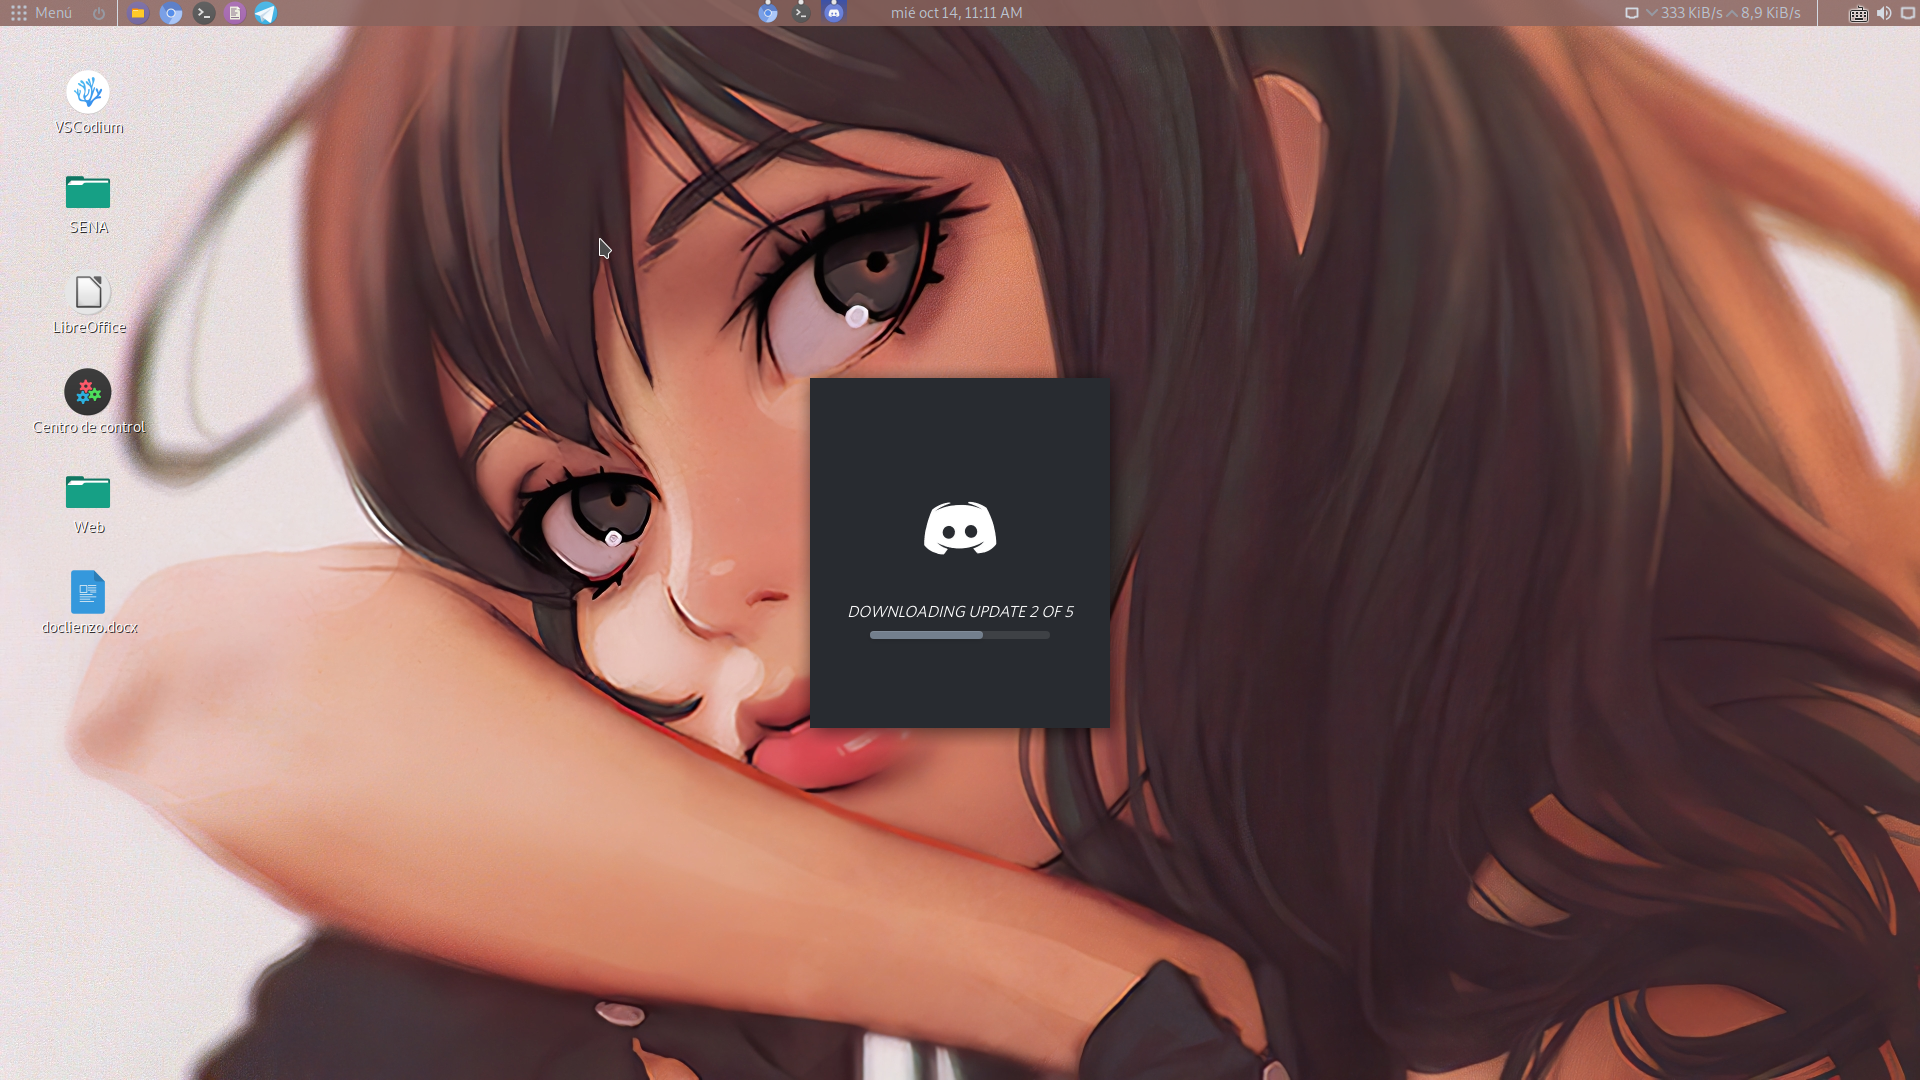 Menú
mié oct 14, 11:11 AM
333 KiB/s 8,9 KiB/s
VSCodium
SENA
LibreOffice
Centro de control
Web
doclienzo.docx
DOWNLOADING UPDATE 2 OF 5